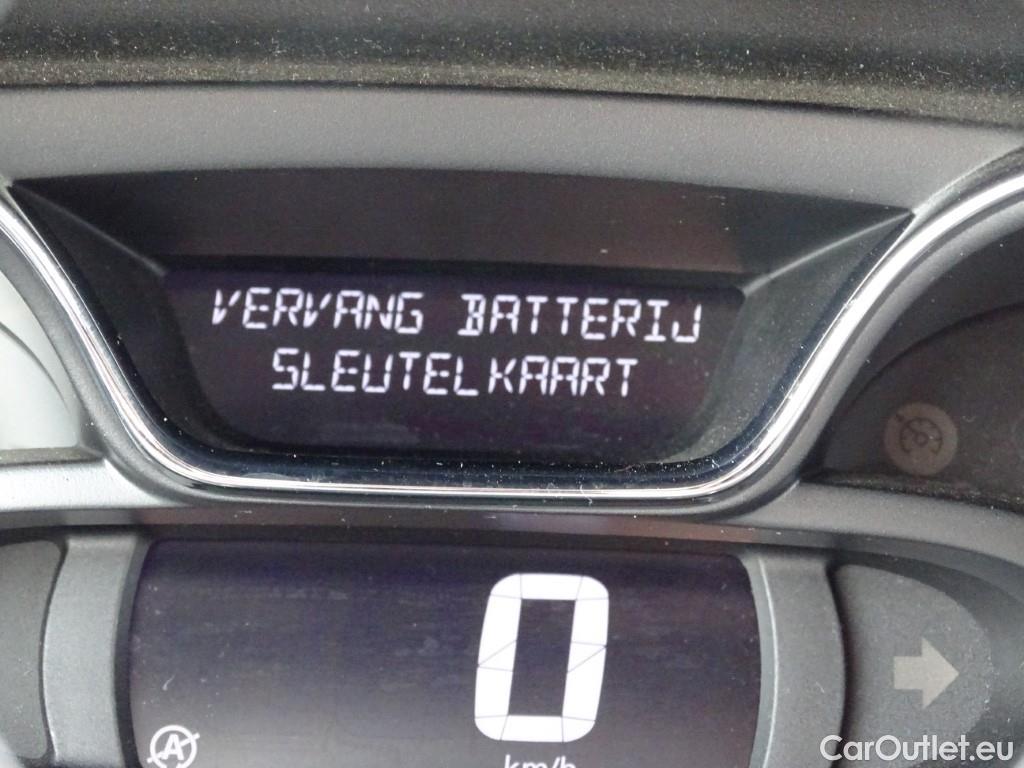 VERVANG BATTERIJ
SLEUTELKAART
0
km/h
A
CarOutlet.eu